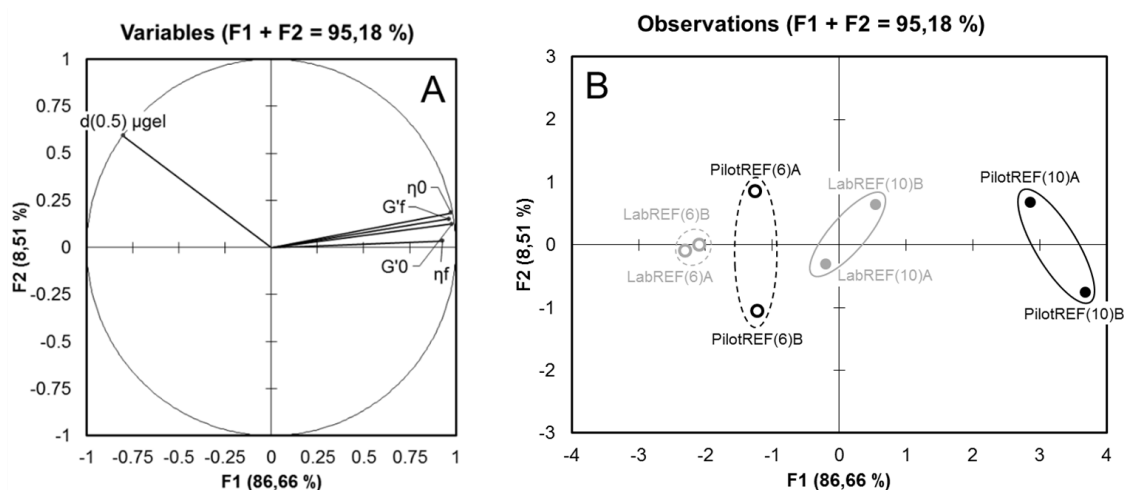 Variables (F1 + F2 = 95,18 %)
A
1
0.75
0.5
0.25
0
-0.25
-0.5
-0.75
-1
F2 (8,51 %)
d(0.5) µgel
η0
G'f
G'0
ηf
-1
-0.75
-0.5
-0.25
0
0.25
0.5
0.75
1
F1 (86,66 %)
Observations (F1 + F2 = 95,18 %)
B
3
2
1
0
-1
-2
-3
F2 (8,51 %)
PilotREF(6)A
LabREF(10)B
PilotREF(10)A
LabREF(6)B
LabREF(6)A
LabREF(10)A
PilotREF(6)B
PilotREF(10)B
-4
-3
-2
-1
0
1
2
3
4
F1 (86,66 %)